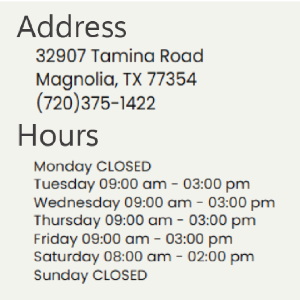 Address
32907 Tamina Road
Magnolia, TX 77354
(720)375-1422
Hours
Monday CLOSED
Tuesday 09:00 am - 03:00 pm
Wednesday 09:00 am - 03:00 pm
Thursday 09:00 am - 03:00 pm
Friday 09:00 am - 03:00 pm
Saturday 08:00 am - 02:00 pm
Sunday CLOSED